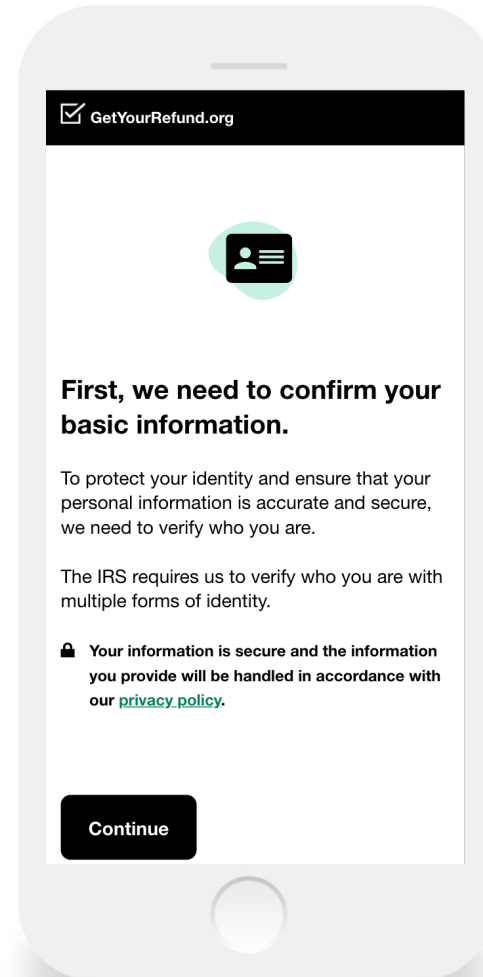 GetYourRefund.org
First, we need to confirm your
basic information.
To protect your identity and ensure that your
personal information is accurate and secure,
we need to verify who you are.
The IRS requires us to verify who you are with
multiple forms of identity.
Your information is secure and the information
you provide will be handled in accordance with
our privacy policy.
Continue